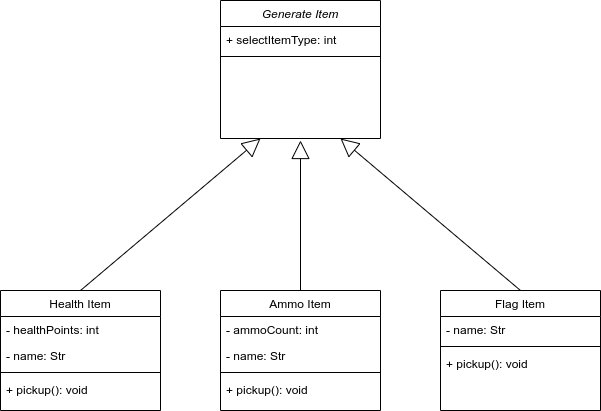 Generate Item
+ selectItemType: int
Health Item
- healthPoints: int
- name: Str
+ pickup(): void
Ammo Item
- ammoCount: int
- name: Str
+ pickup(): void
Flag Item
- name: Str
+ pickup(): void